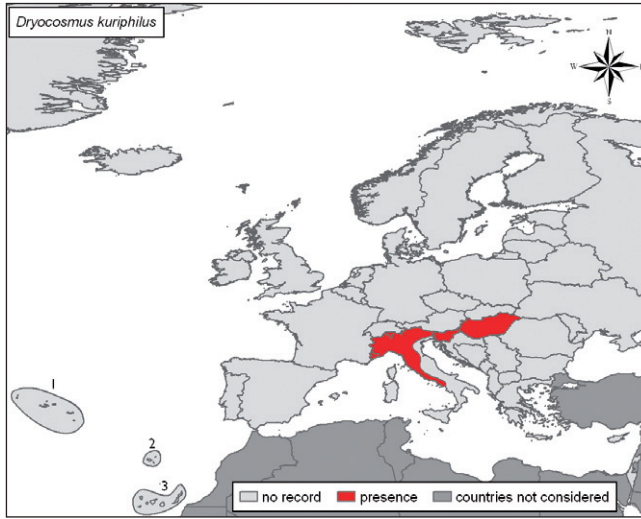 Dryocosmus kuriphilus
N
W
S
1
2
3
no record
presence
countries not considered